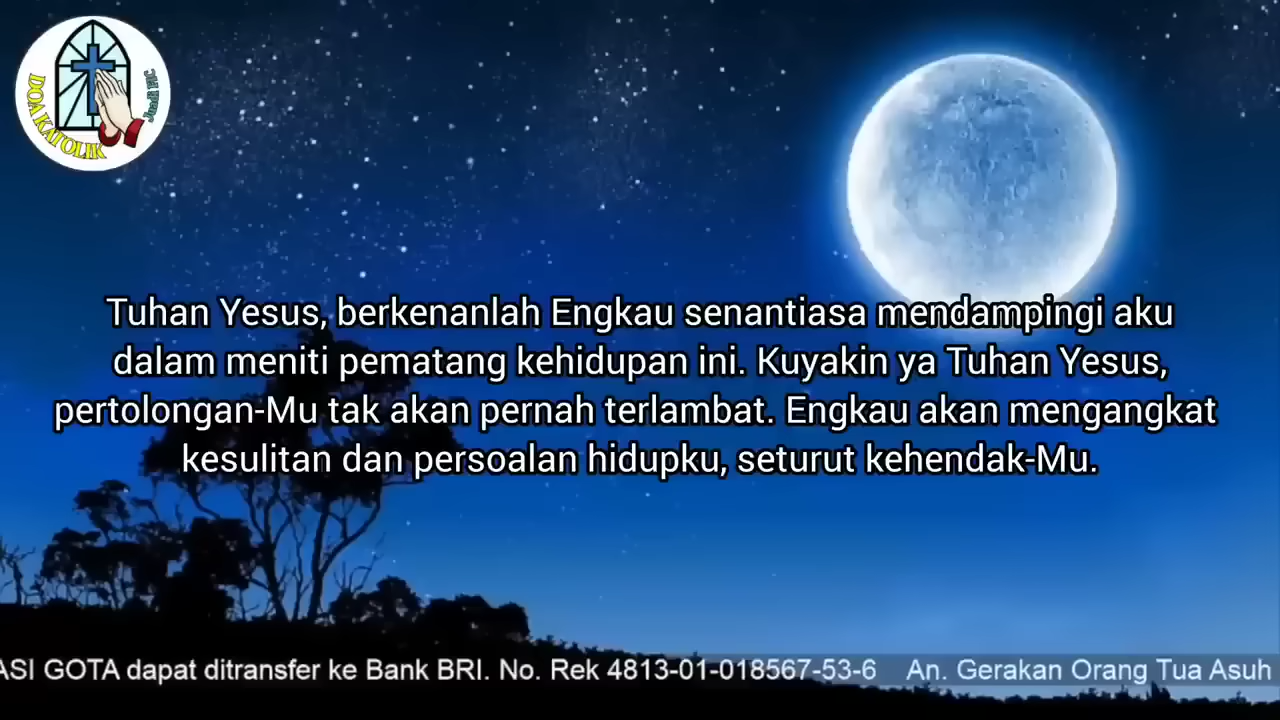 DOA KATOLIK
Juadi FIC
Tuhan Yesus, berkenanlah Engkau senantiasa mendampingi aku
dalam meniti pematang kehidupan ini. Kuyakin ya Tuhan Yesus,
pertolongan-Mu tak akan pernah terlambat. Engkau akan mengangkat
kesulitan dan persoalan hidupku, seturut kehendak-Mu.
ASI GOTA dapat ditransfer ke Bank BRI. No. Rek 4813-01-018567-53-6 An. Gerakan Orang Tua Asuh